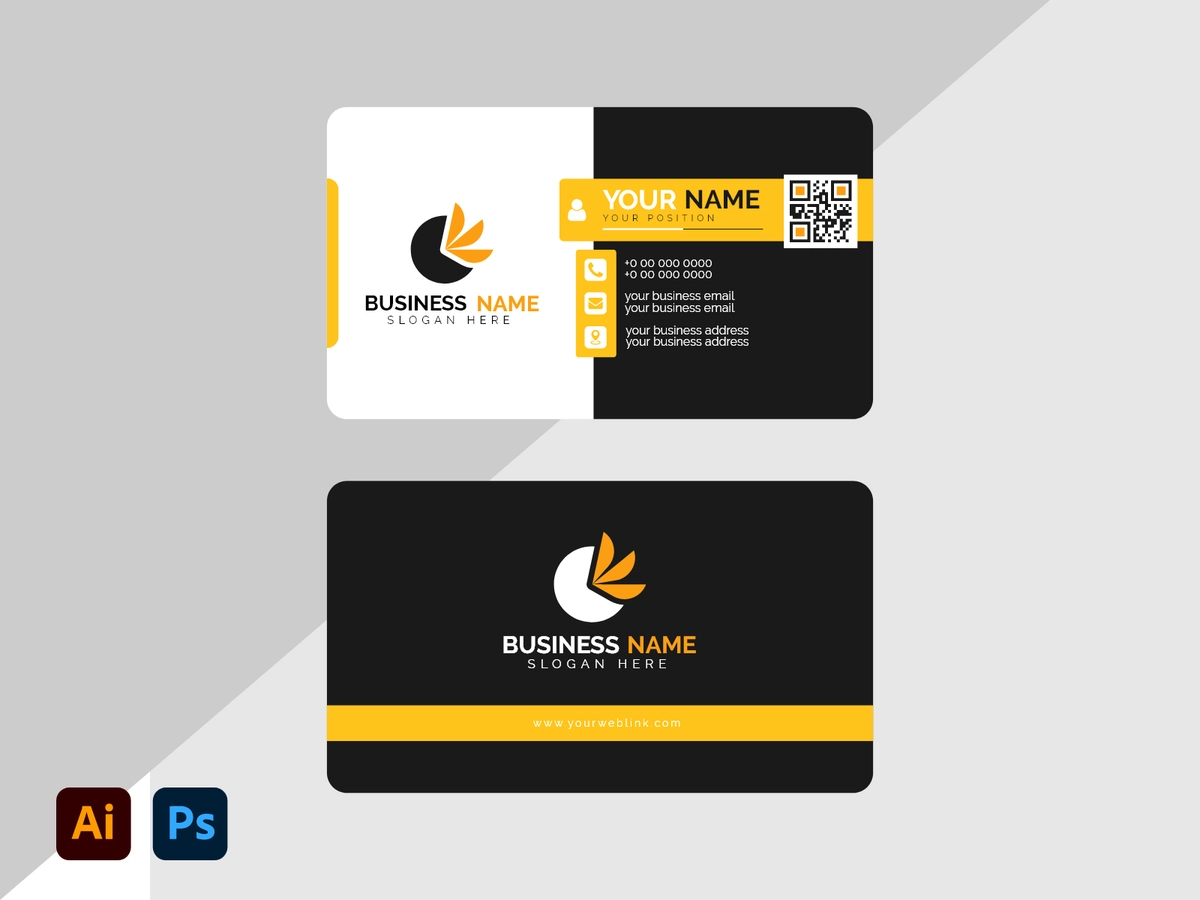 YOUR NAME
YOUR POSITION
BUSINESS NAME
SLOGAN HERE
+0 00 000 0000
+0 00 000 0000
your business email
your business email
your business address
your business address
BUSINESS NAME
SLOGAN HERE
www.yourweblink.com
Ai
Ps